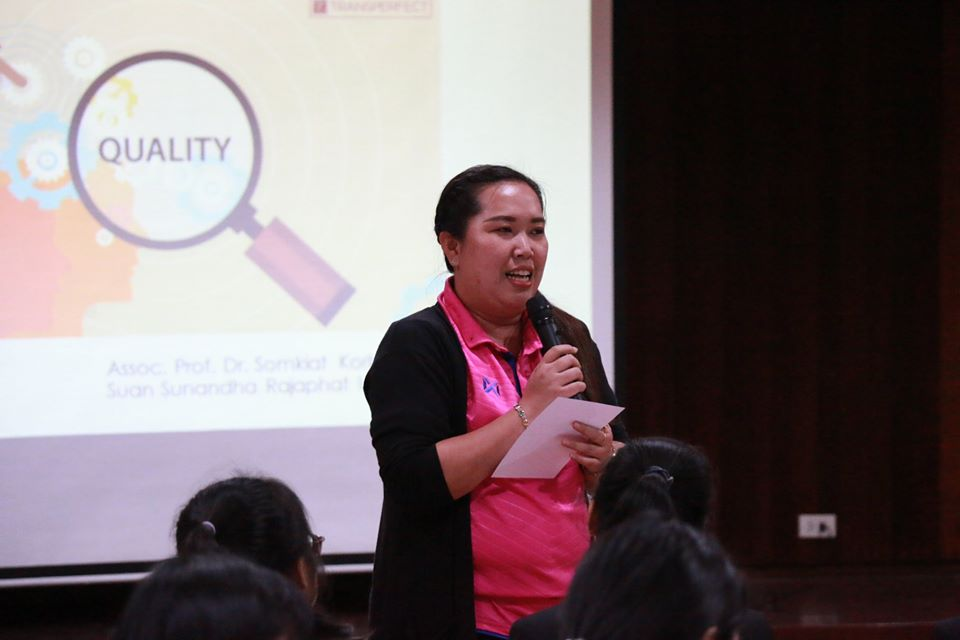 TRANSPERFECT
QUALITY
Assoc. Prof. Dr. Somkiat
Suan Sunandha Rajaphat